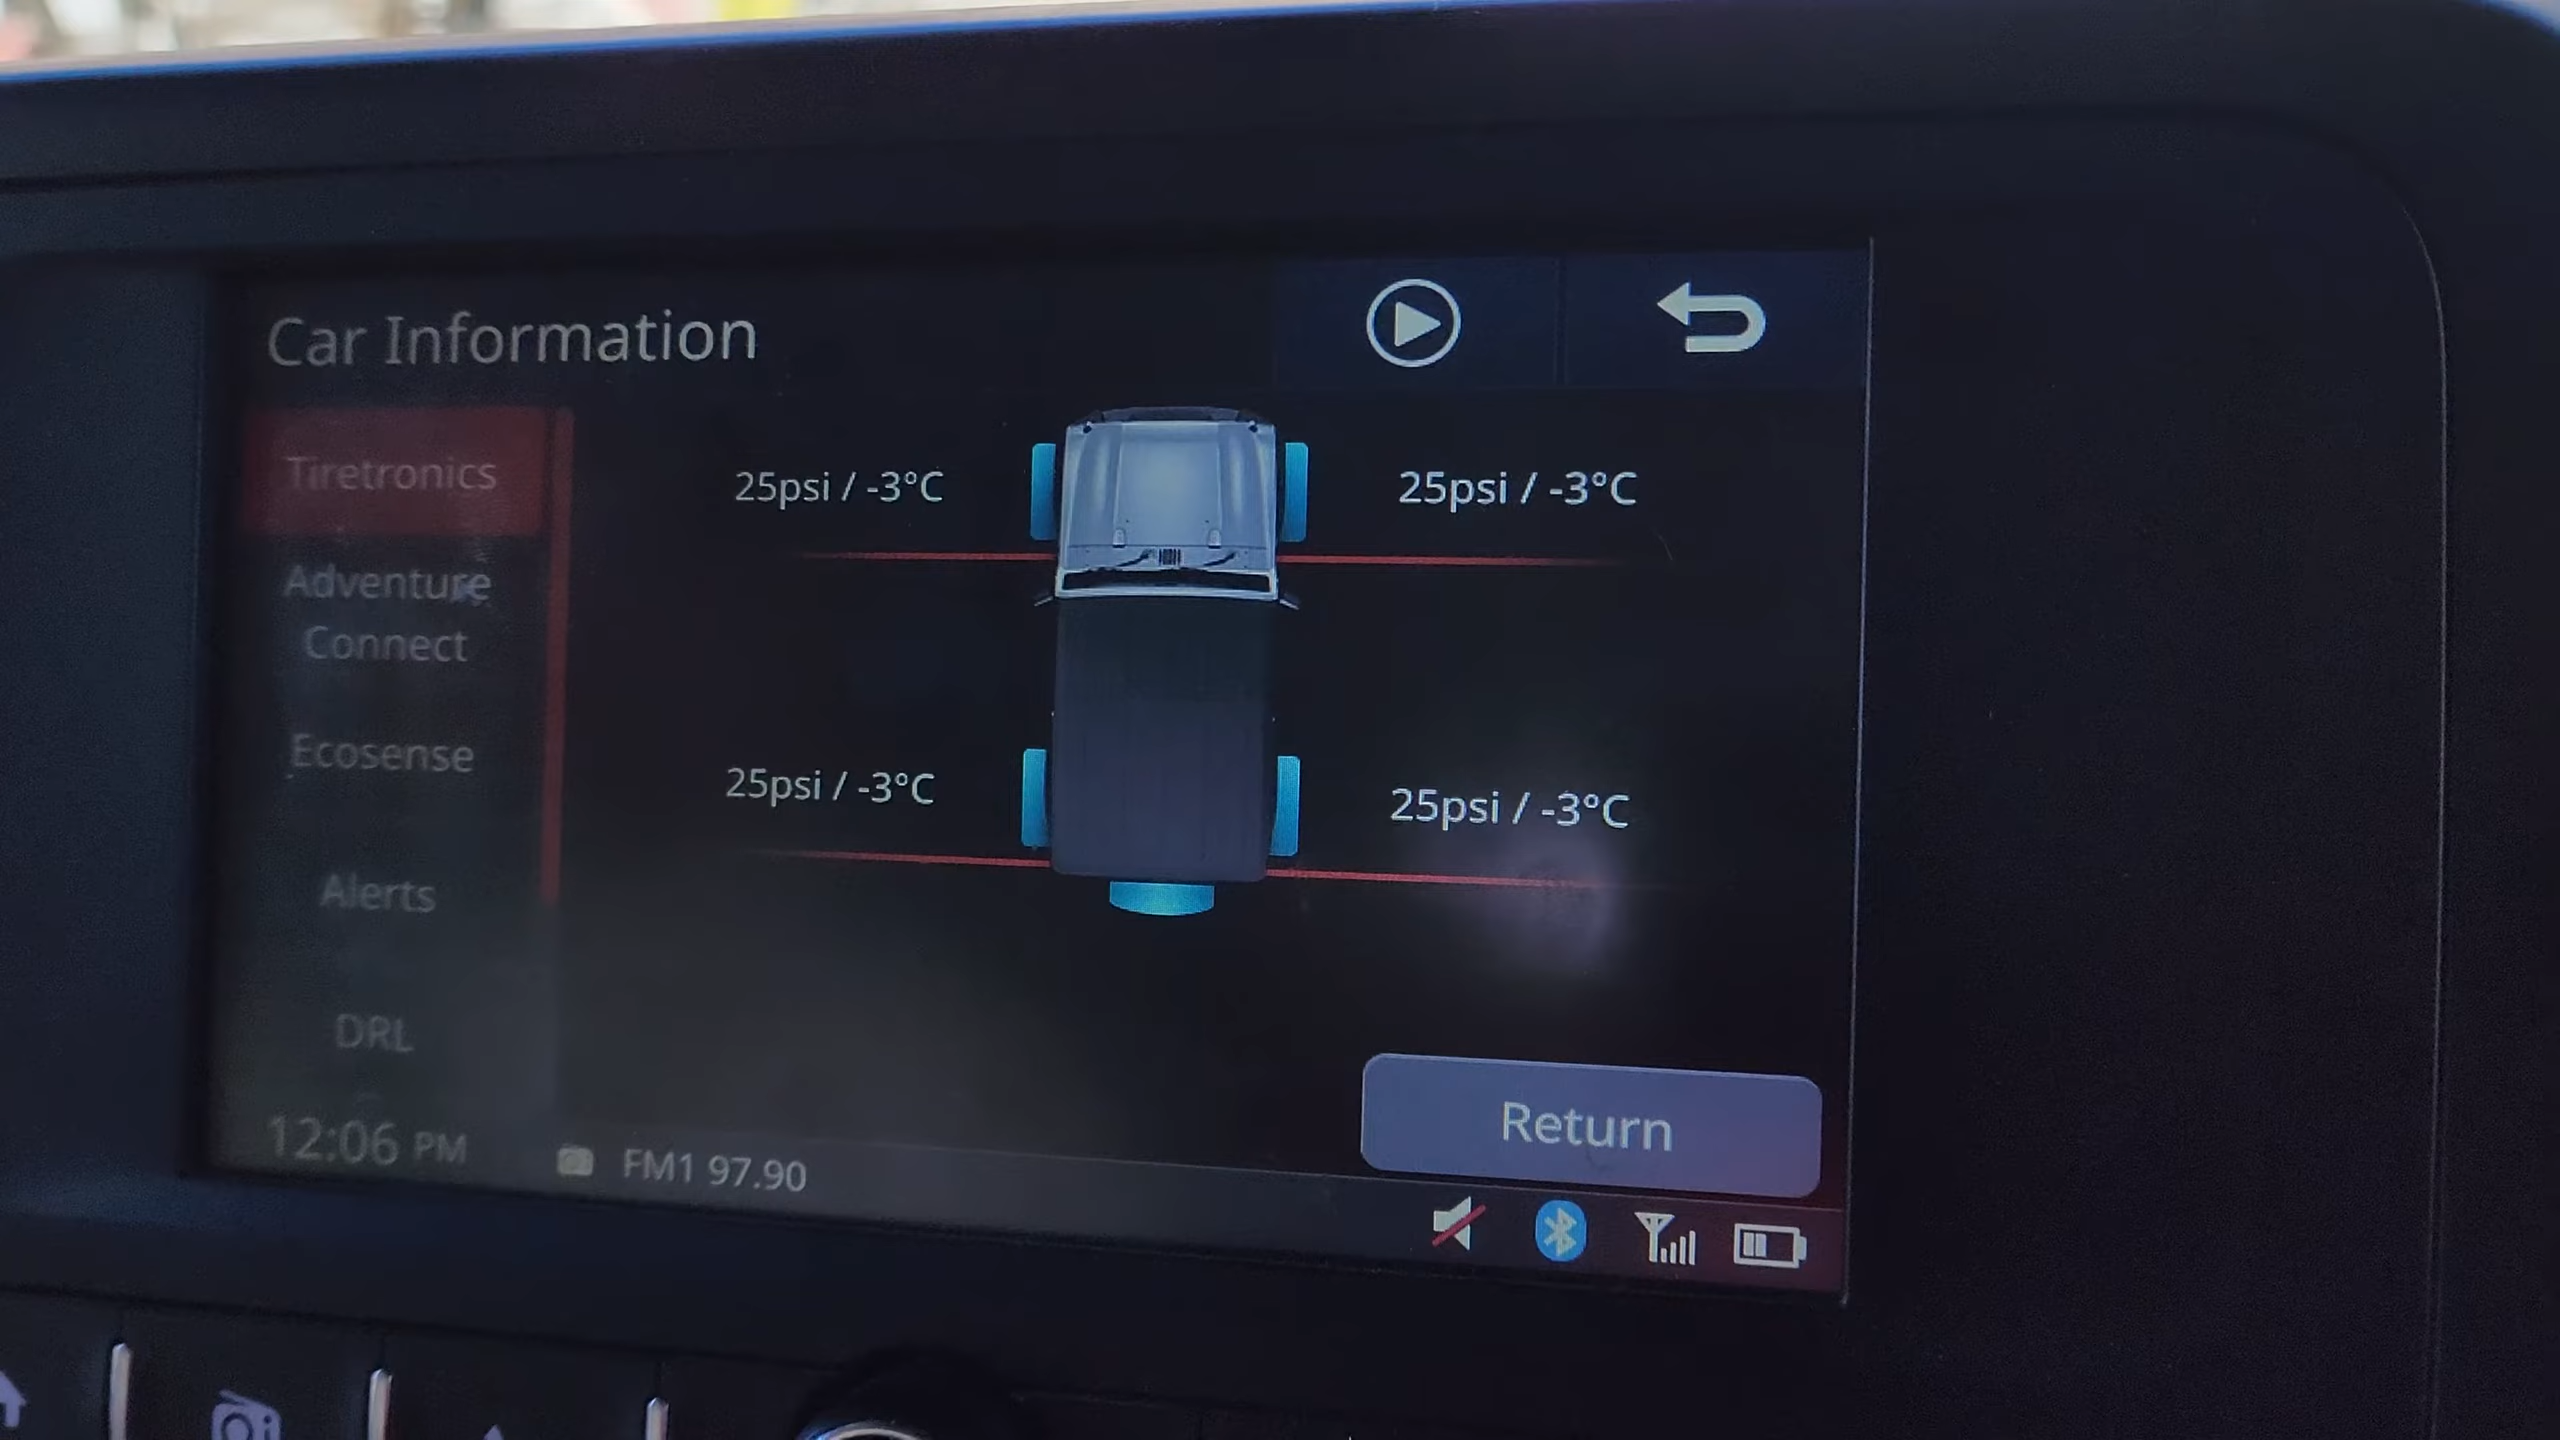 Car Information
Tiretronics
Adventure
Connect
Ecosense
Alerts
DRL
25psi / -3°C
25psi / -3°C
25psi / -3°C
25psi / -3°C
Return
12:06 PM
FM1 97.90